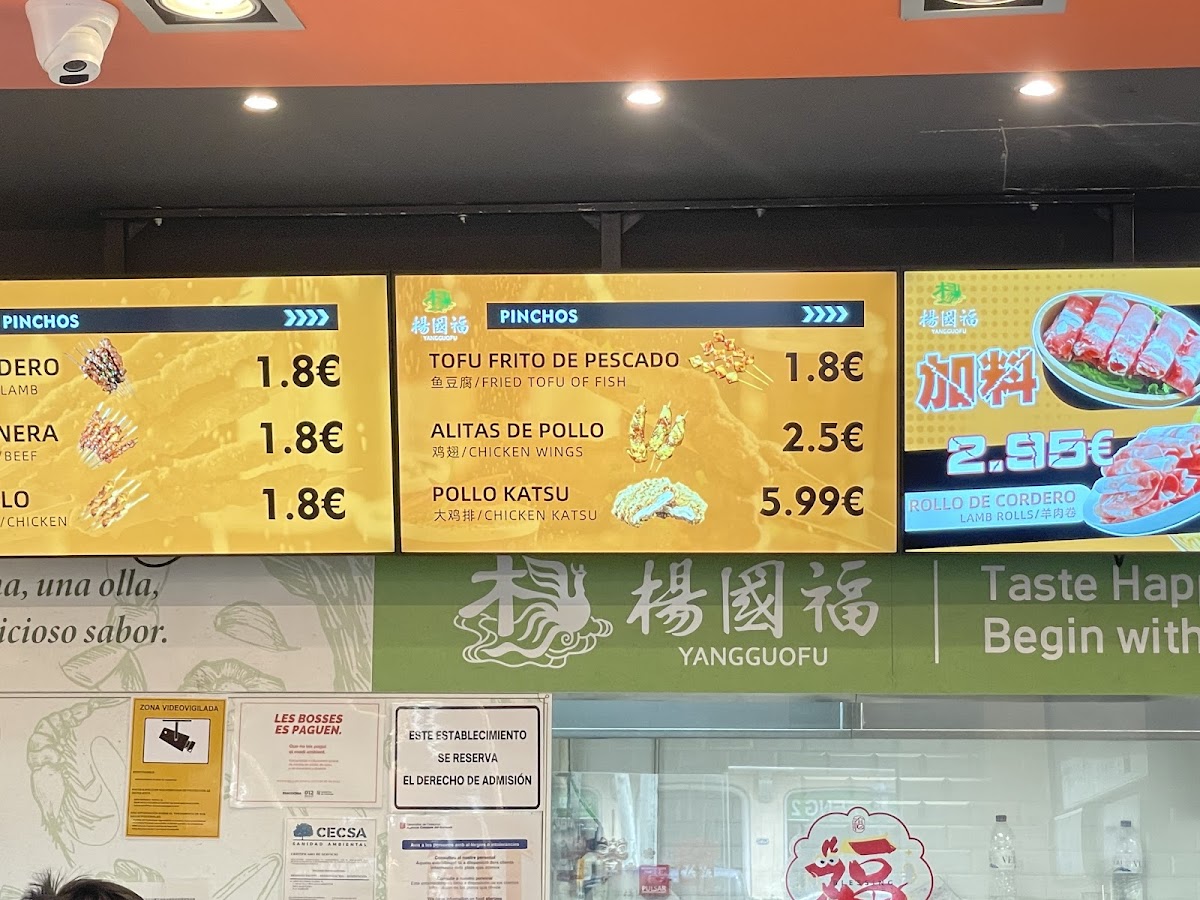 PINCHOS
DERO
LAMB
1.8€
NERA
/BEEF
1.8€
LO
/CHICKEN
1.8€
楊國福
YANGGUOFU
PINCHOS
TOFU FRITO DE PESCADO
鱼豆腐/FRIED TOFU OF FISH
1.8€
ALITAS DE POLLO
鸡翅/CHICKEN WINGS
2.5€
POLLO KATSU
大鸡排/CHICKEN KATSU
5.99€
楊國福
YANGGUOFU
加料
2.95€
ROLLO DE CORDERO
LAMB ROLLS/羊肉卷
a, una olla,
icioso sabor.
楊國福
YANGGUOFU
Taste Hap
Begin with
ZONA VIDEOVIGILADA
LES BOSSES
ES PAGUEN.
012
ESTE ESTABLECIMIENTO
SE RESERVA
EL DERECHO DE ADMISIÓN
CECSA
SANIDAD AMBIENTAL
PULSAR
福
BLESSING